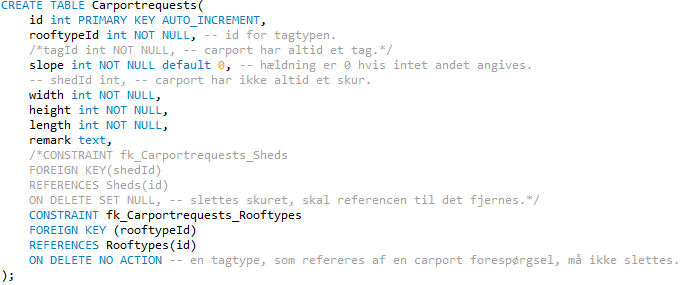 CREATE TABLE Carportrequests(
id int PRIMARY KEY AUTO_INCREMENT,
rooftypeId int NOT NULL, -- id for tagtypen.
/*tagId int NOT NULL, -- carport har altid et tag.*/
slope int NOT NULL default 0, -- hældning er 0 hvis intet andet angives.
-- shedId int, -- carport har ikke altid et skur.
width int NOT NULL,
height int NOT NULL,
length int NOT NULL,
remark text,
/*CONSTRAINT fk_Carportrequests_Sheds
FOREIGN KEY(shedId)
REFERENCES Sheds(id)
ON DELETE SET NULL, -- slettes skuret, skal referencen til det fjernes.*/
CONSTRAINT fk_Carportrequests_Rooftypes
FOREIGN KEY (rooftypeId)
REFERENCES Rooftypes(id)
ON DELETE NO ACTION -- en tagtype, som refereres af en carport forespørgsel, må ikke slettes.
);